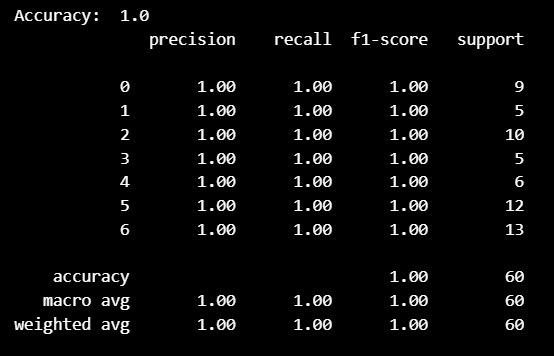 Accuracy:  1.0
              precision    recall  f1-score   support

           0       1.00      1.00      1.00         9
           1       1.00      1.00      1.00         5
           2       1.00      1.00      1.00        10
           3       1.00      1.00      1.00         5
           4       1.00      1.00      1.00         6
           5       1.00      1.00      1.00        12
           6       1.00      1.00      1.00        13

    accuracy                           1.00        60
   macro avg       1.00      1.00      1.00        60
weighted avg       1.00      1.00      1.00        60